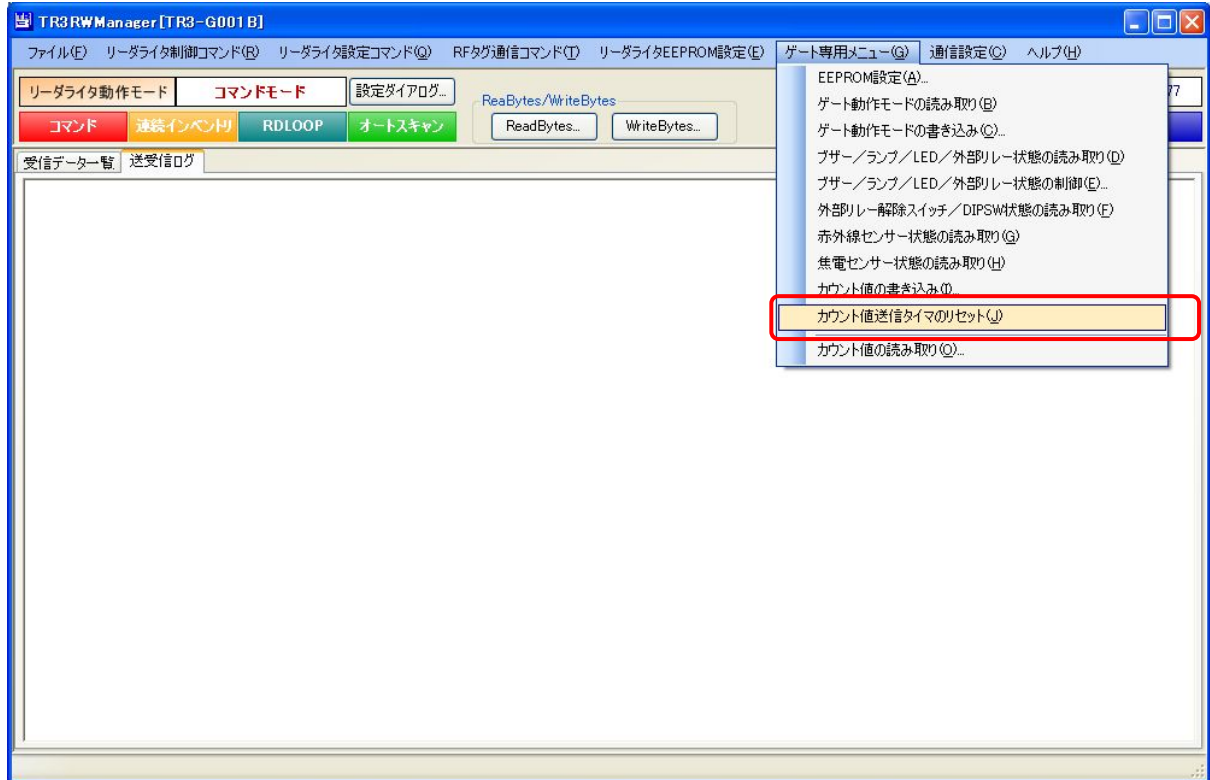 TR3RWManager[TR3-G001B]
ファイル(F) リーダライタ制御コマンド(R) リーダライタ設定コマンド(Q) RFタグ通信コマンド(T) リーダライタEEPROM設定(E) ゲート専用メニュー(G) 通信設定(C) ヘルプ(H)
リーダライタ動作モード コマンドモード 設定ダイアログ... ReaBytes/WriteBytes
77
コマンド 連続インベントリ RDLOOP オートスキャン ReadBytes... WriteBytes...
受信データ一覧 送受信ログ
EEPROM設定(A)...
ゲート動作モードの読み取り(B)
ゲート動作モードの書き込み(C)...
ブザー／ランプ／LED／外部リレー状態の読み取り(D)
ブザー／ランプ／LED／外部リレー状態の制御(E)...
外部リレー解除スイッチ／DIPSW状態の読み取り(F)
赤外線センサー状態の読み取り(G)
焦電センサー状態の読み取り(H)
カウント値の書き込み(I)...
カウント値送信タイマのリセット(J)
カウント値の読み取り(O)...